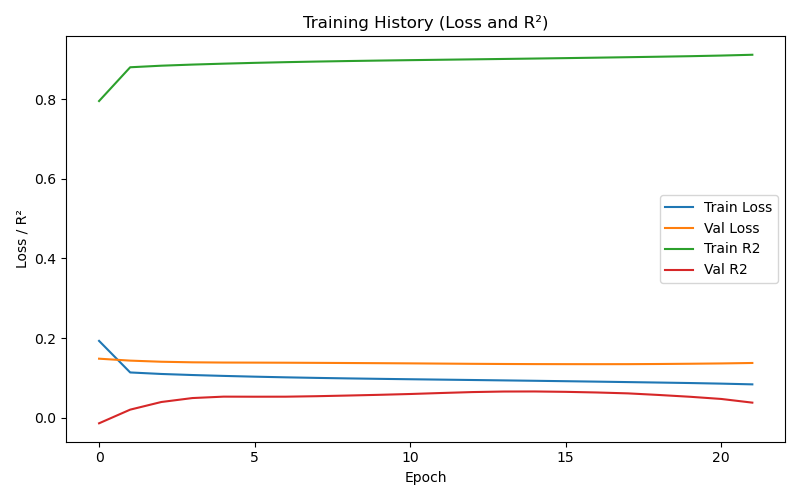 Training History (Loss and R²)
Loss / R²
0.8
0.6
0.4
0.2
0.0
Train Loss
Val Loss
Train R2
Val R2
0 5 10 15 20
Epoch